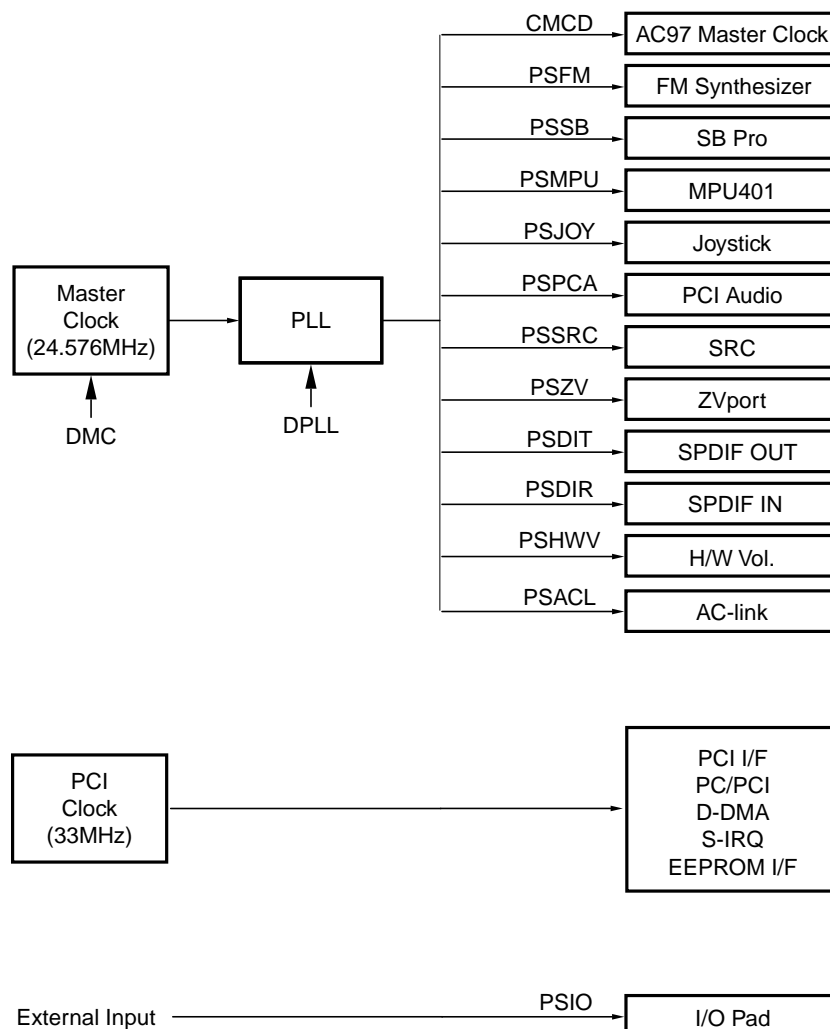 CMCD
AC97 Master Clock
PSFM
FM Synthesizer
PSSB
SB Pro
PSMPU
MPU401
PSJOY
Joystick
PSPCA
PCI Audio
PSSRC
SRC
PSZV
ZVport
PSDIT
SPDIF OUT
PSDIR
SPDIF IN
PSHWV
H/W Vol.
PSACL
AC-link
Master
Clock
(24.576MHz)
PLL
DMC
DPLL
PCI
Clock
(33MHz)
PCI I/F
PC/PCI
D-DMA
S-IRQ
EEPROM I/F
External Input
PSIO
I/O Pad